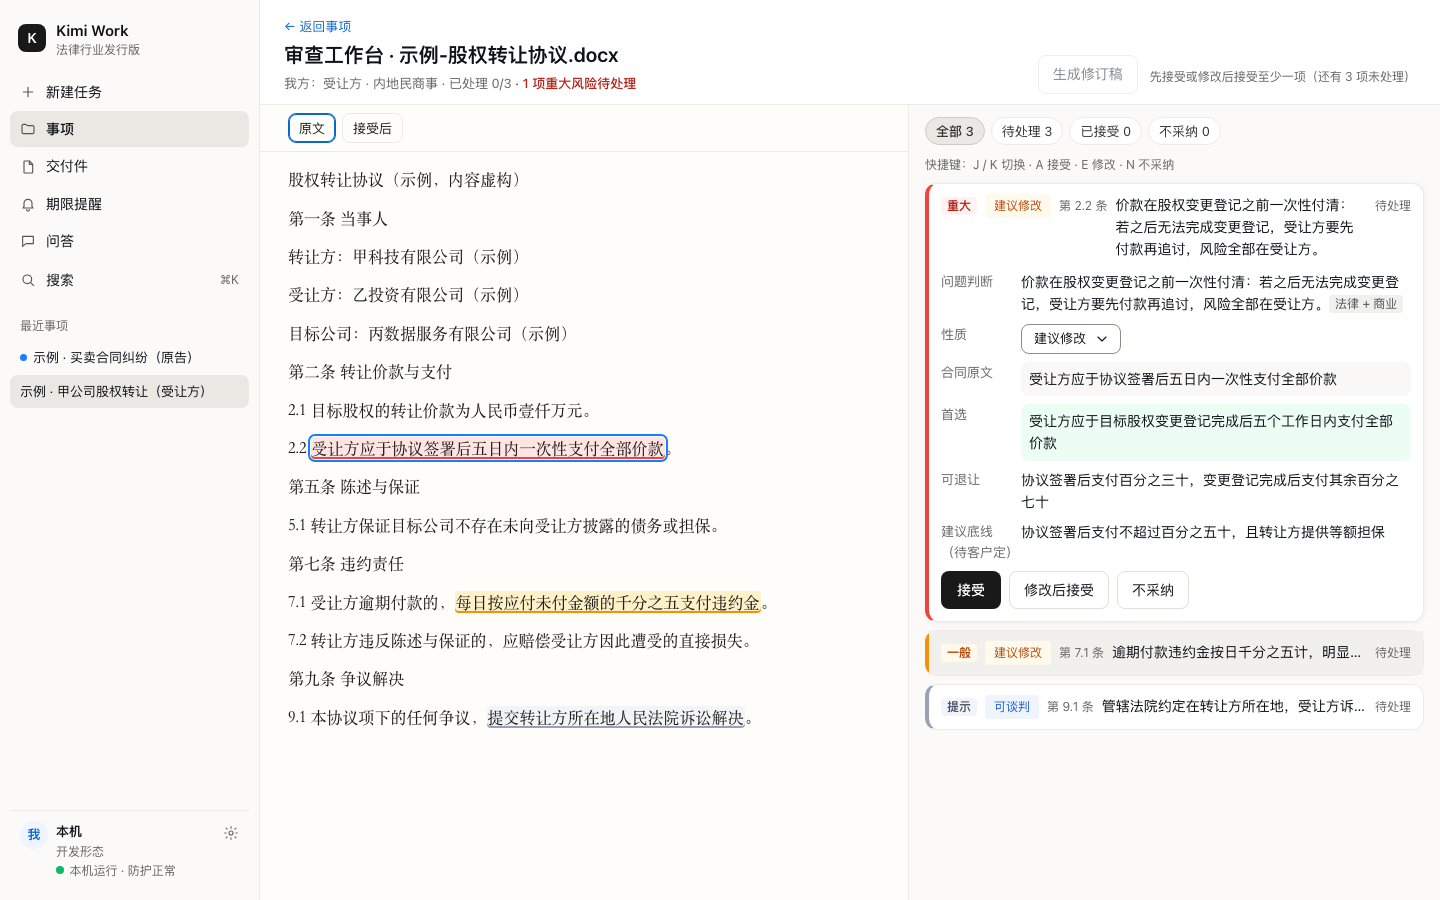 K
Kimi Work
法律行业发行版
新建任务
事项
交付件
期限提醒
问答
搜索 ⌘K
最近事项
示例 · 买卖合同纠纷（原告）
示例 · 甲公司股权转让（受让方）
我
本机
开发形态
本机运行 · 防护正常
← 返回事项
审查工作台 · 示例-股权转让协议.docx
我方：受让方 · 内地民商事 · 已处理 0/3 · 1 项重大风险待处理
生成修订稿
先接受或修改后接受至少一项（还有 3 项未处理）
原文 接受后
股权转让协议（示例，内容虚构）
第一条 当事人
转让方：甲科技有限公司（示例）
受让方：乙投资有限公司（示例）
目标公司：丙数据服务有限公司（示例）
第二条 转让价款与支付
2.1 目标股权的转让价款为人民币壹仟万元。
2.2 受让方应于协议签署后五日内一次性支付全部价款。
第五条 陈述与保证
5.1 转让方保证目标公司不存在未向受让方披露的债务或担保。
第七条 违约责任
7.1 受让方逾期付款的，每日按应付未付金额的千分之五支付违约金。
7.2 转让方违反陈述与保证的，应赔偿受让方因此遭受的直接损失。
第九条 争议解决
9.1 本协议项下的任何争议，提交转让方所在地人民法院诉讼解决。
全部 3 待处理 3 已接受 0 不采纳 0
快捷键：J / K 切换 · A 接受 · E 修改 · N 不采纳
重大 建议修改 第 2.2 条 价款在股权变更登记之前一次性付清： 待处理
若之后无法完成变更登记，受让方要先
付款再追讨，风险全部在受让方。
问题判断 价款在股权变更登记之前一次性付清：若之后无法完成变更登
记，受让方要先付款再追讨，风险全部在受让方。 法律 + 商业
性质 建议修改
合同原文 受让方应于协议签署后五日内一次性支付全部价款
首选 受让方应于目标股权变更登记完成后五个工作日内支付全部
价款
可退让 协议签署后支付百分之三十，变更登记完成后支付其余百分之
七十
建议底线 协议签署后支付不超过百分之五十，且转让方提供等额担保
（待客户定）
接受 修改后接受 不采纳
一般 建议修改 第 7.1 条 逾期付款违约金按日千分之五计，明显... 待处理
提示 可谈判 第 9.1 条 管辖法院约定在转让方所在地，受让方诉... 待处理